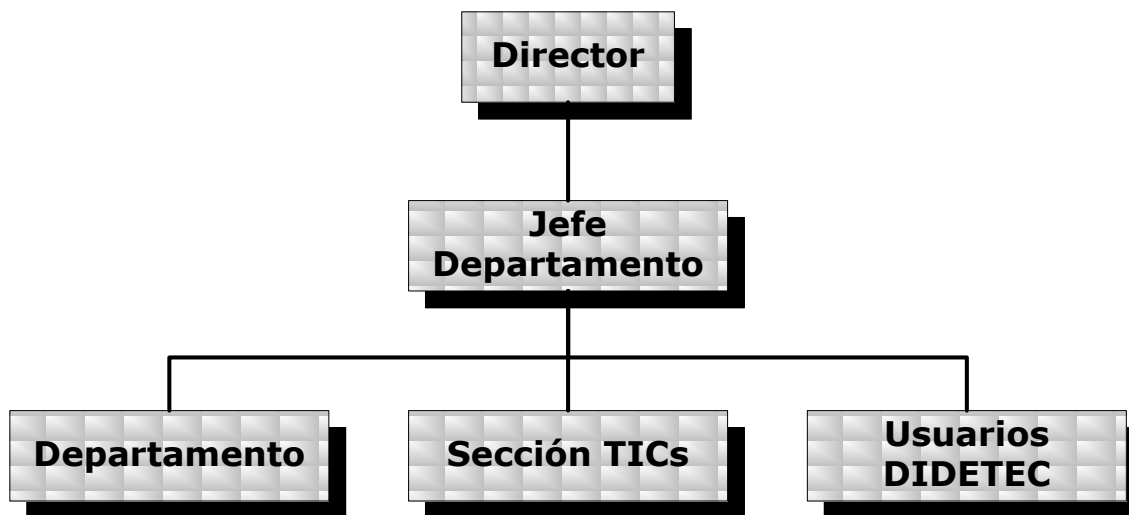 Director
Jefe
Departamento
Departamento
Sección TICs
Usuarios
DIDETEC